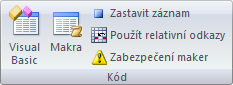 Visual
Basic
Makra
Zastavit záznam
Použít relativní odkazy
Zabezpečení maker
Kód